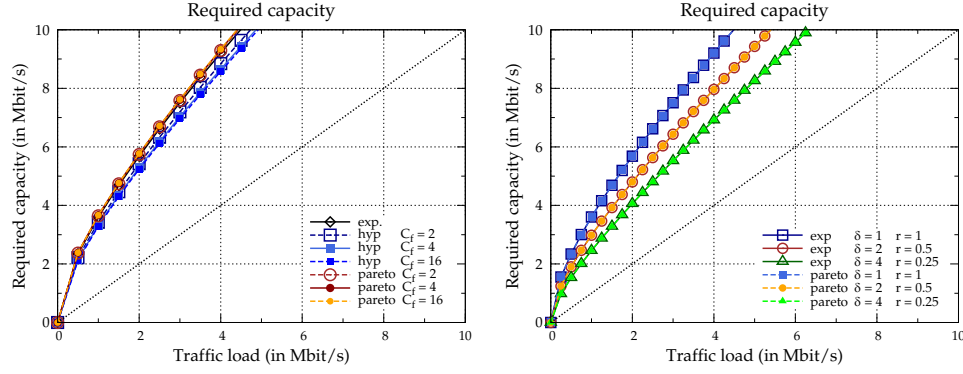 Required capacity
Required capacity (in Mbit/s)
10
8
6
4
2
0
0 2 4 6 8 10
Traffic load (in Mbit/s)
exp.
hyp C_f = 2
hyp C_f = 4
hyp C_f = 16
pareto C_f = 2
pareto C_f = 4
pareto C_f = 16
Required capacity
Required capacity (in Mbit/s)
10
8
6
4
2
0
0 2 4 6 8 10
Traffic load (in Mbit/s)
exp δ = 1 r = 1
exp δ = 2 r = 0.5
exp δ = 4 r = 0.25
pareto δ = 1 r = 1
pareto δ = 2 r = 0.5
pareto δ = 4 r = 0.25